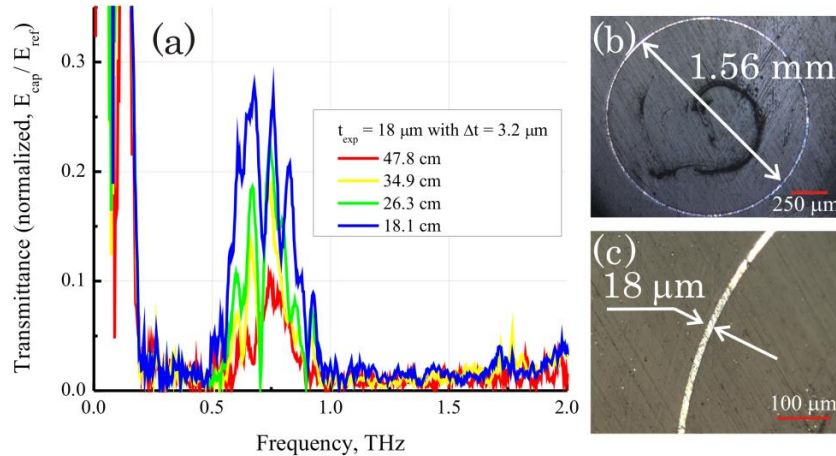 (a)
Transmittance (normalized, E_cap / E_ref)
0.3
0.2
0.1
0.0
0.0
0.5
1.0
1.5
2.0
Frequency, THz
t_exp = 18 μm with Δt = 3.2 μm
47.8 cm
34.9 cm
26.3 cm
18.1 cm
(b)
1.56 mm
250 μm
(c)
18 μm
100 μm